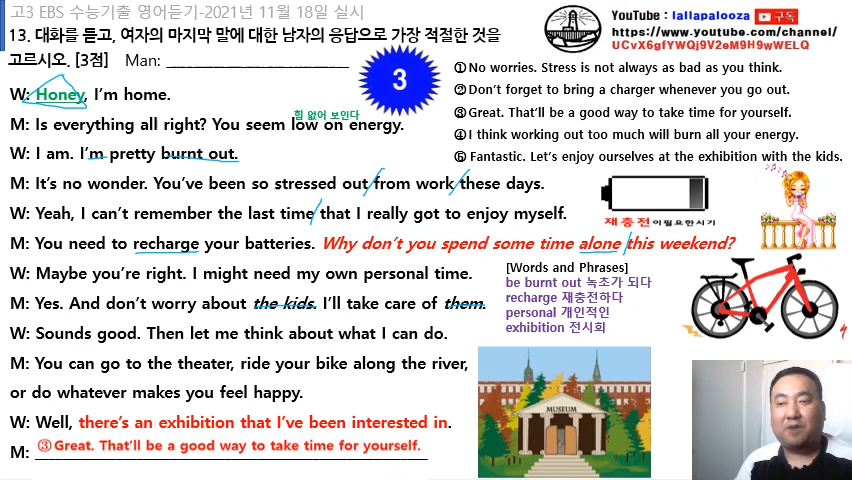 고3 EBS 수능기출 영어듣기-2021년 11월 18일 실시
13. 대화를 듣고, 여자의 마지막 말에 대한 남자의 응답으로 가장 적절한 것을
고르시오. [3점] Man: ____________________
3
W: Honey, I'm home.
힘 없어 보인다
M: Is everything all right? You seem low on energy.
W: I am. I'm pretty burnt out.
M: It's no wonder. You've been so stressed out from work these days.
W: Yeah, I can't remember the last time that I really got to enjoy myself.
M: You need to recharge your batteries. Why don't you spend some time alone this weekend?
W: Maybe you're right. I might need my own personal time.
M: Yes. And don't worry about the kids. I'll take care of them.
W: Sounds good. Then let me think about what I can do.
M: You can go to the theater, ride your bike along the river,
or do whatever makes you feel happy.
W: Well, there's an exhibition that I've been interested in.
M: ③ Great. That'll be a good way to take time for yourself.
YouTube : lallapalooza 구독
https://www.youtube.com/channel/
UCvX6gfYWQj9V2eM9H9wWELQ
① No worries. Stress is not always as bad as you think.
② Don't forget to bring a charger whenever you go out.
③ Great. That'll be a good way to take time for yourself.
④ I think working out too much will burn all your energy.
⑤ Fantastic. Let's enjoy ourselves at the exhibition with the kids.
재충전이필요한시기
[Words and Phrases]
be burnt out 녹초가 되다
recharge 재충전하다
personal 개인적인
exhibition 전시회
MUSEUM